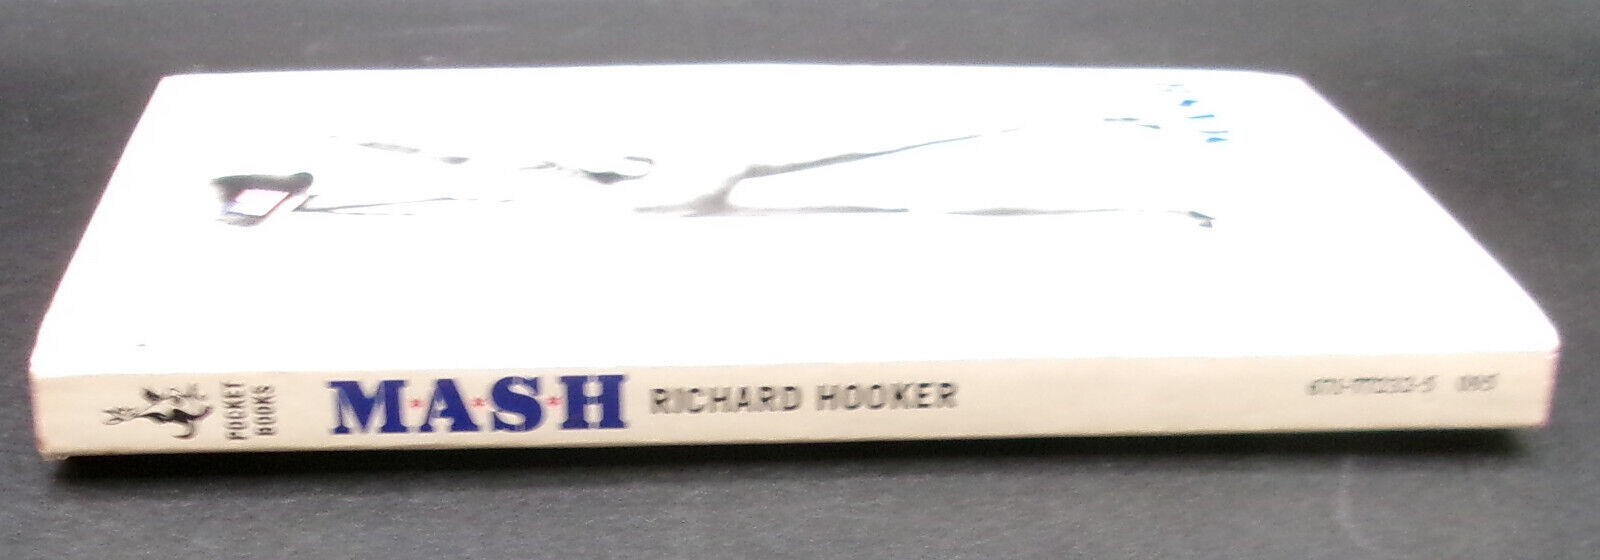 POCKET
BOOKS
M*A*S*H RICHARD HOOKER